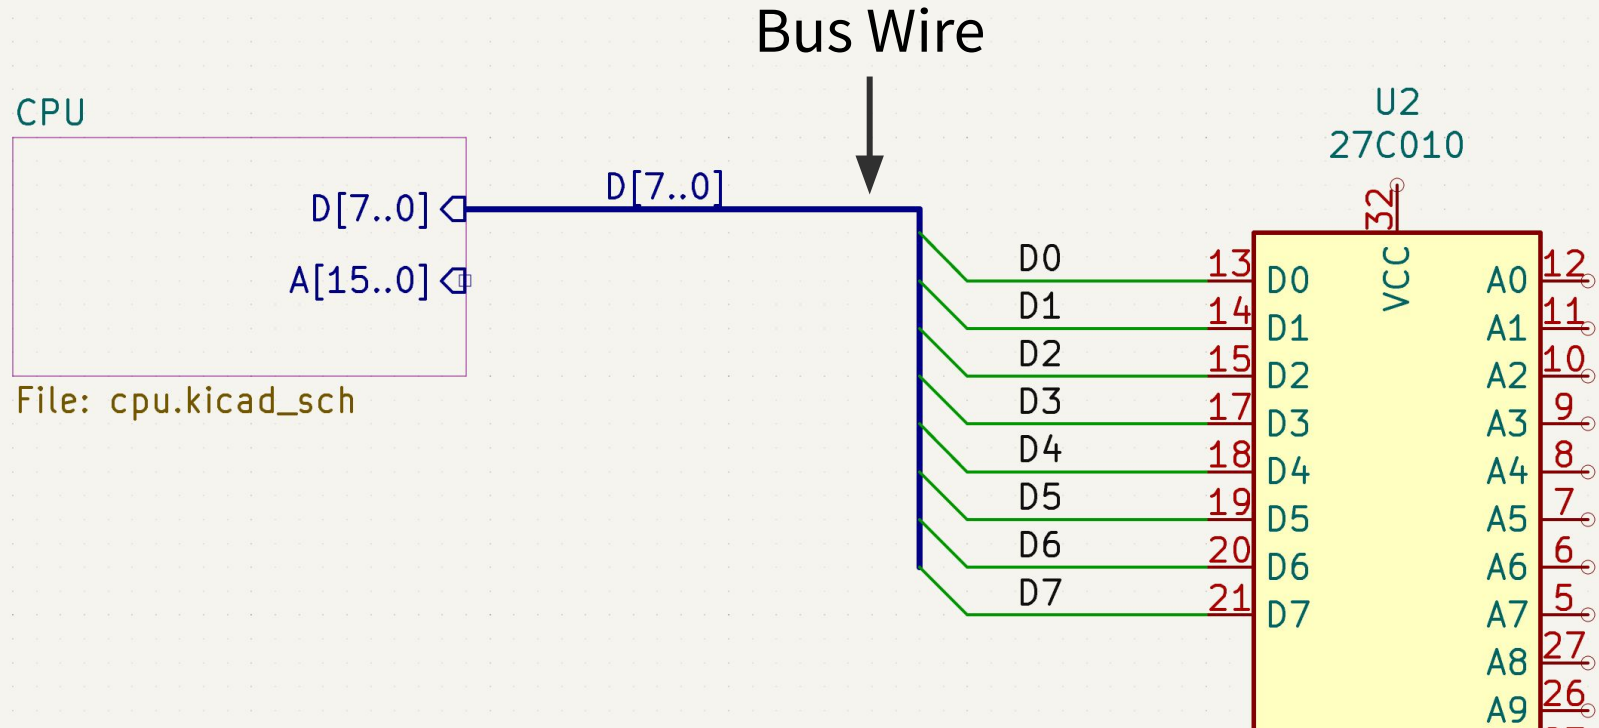 Bus Wire
CPU
U2
27C010
D[7..0]
D[7..0]
A[15..0]
File: cpu.kicad_sch
32
VCC
D0 13 D0 A0 12
D1 14 D1 A1 11
D2 15 D2 A2 10
D3 17 D3 A3 9
D4 18 D4 A4 8
D5 19 D5 A5 7
D6 20 D6 A6 6
D7 21 D7 A7 5
A8 27
A9 26